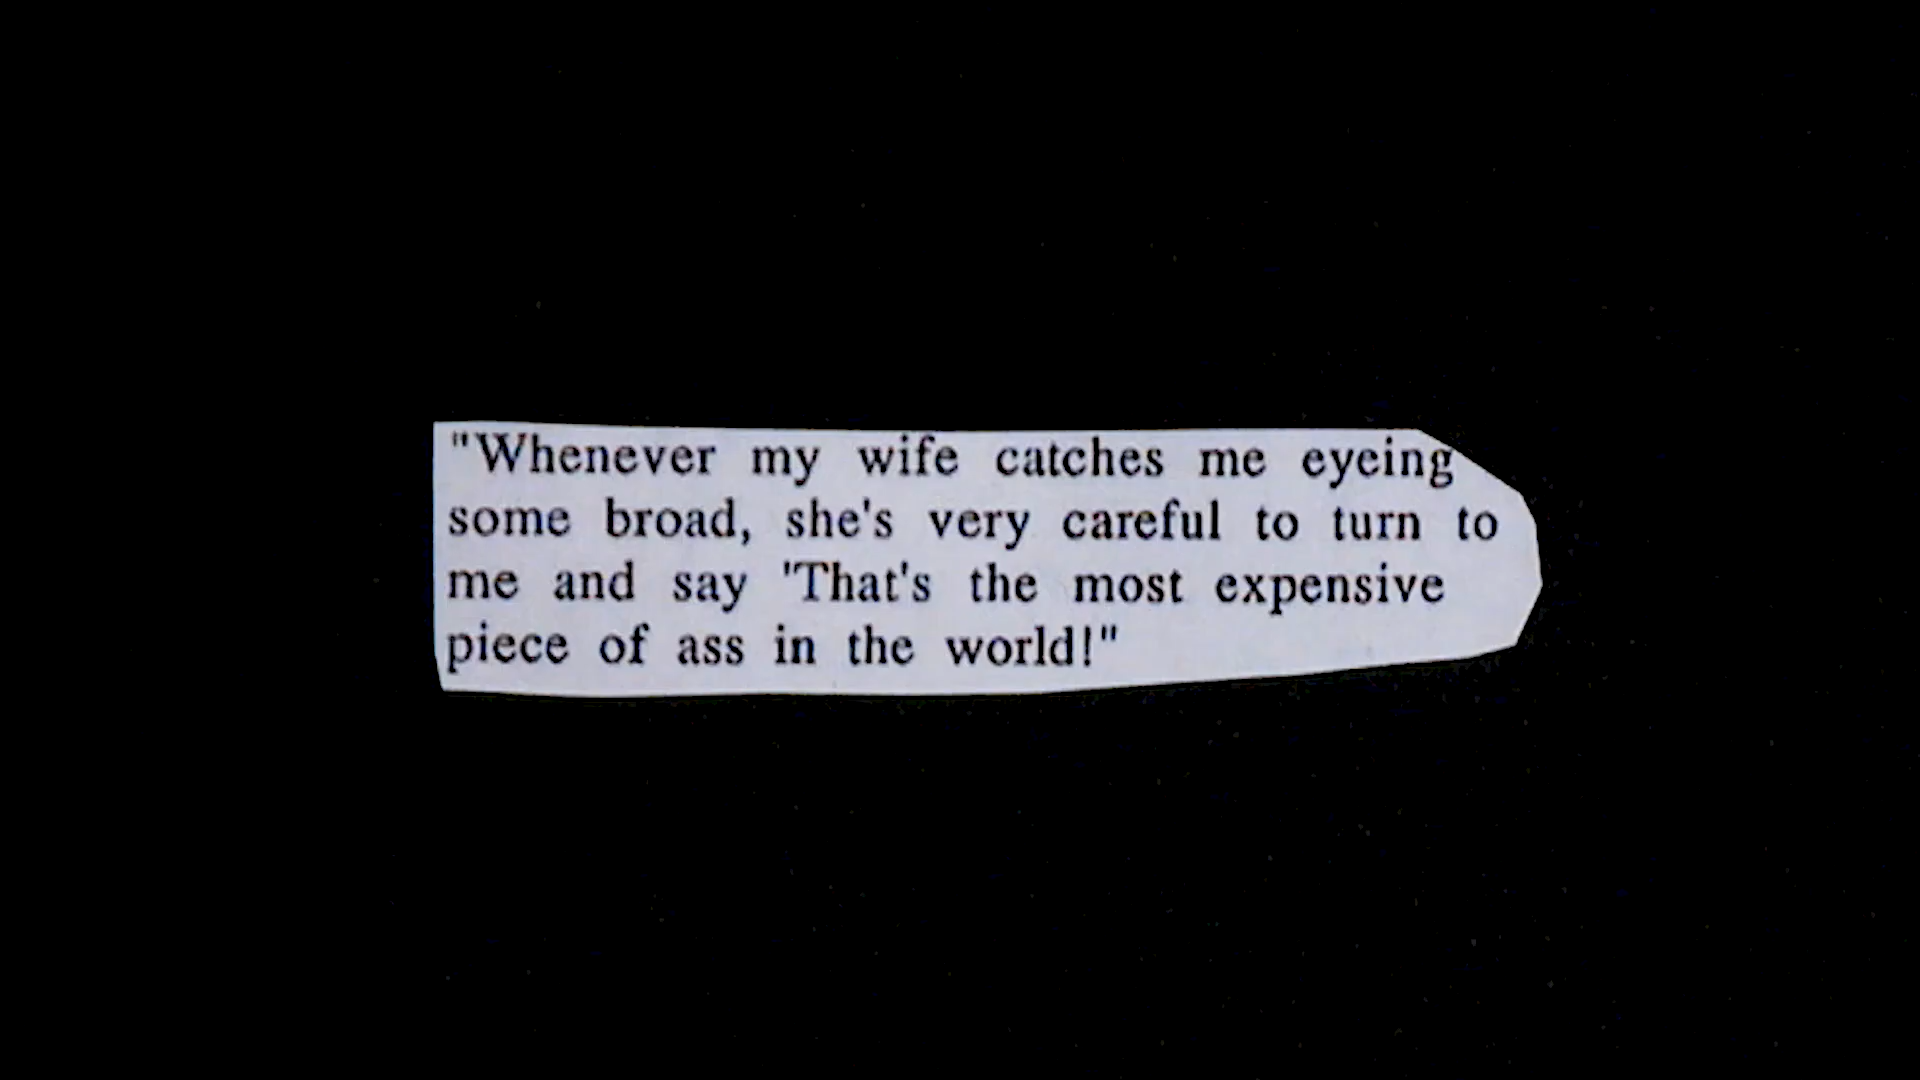 "Whenever my wife catches me eyeing
some broad, she's very careful to turn to
me and say 'That's the most expensive
piece of ass in the world!"